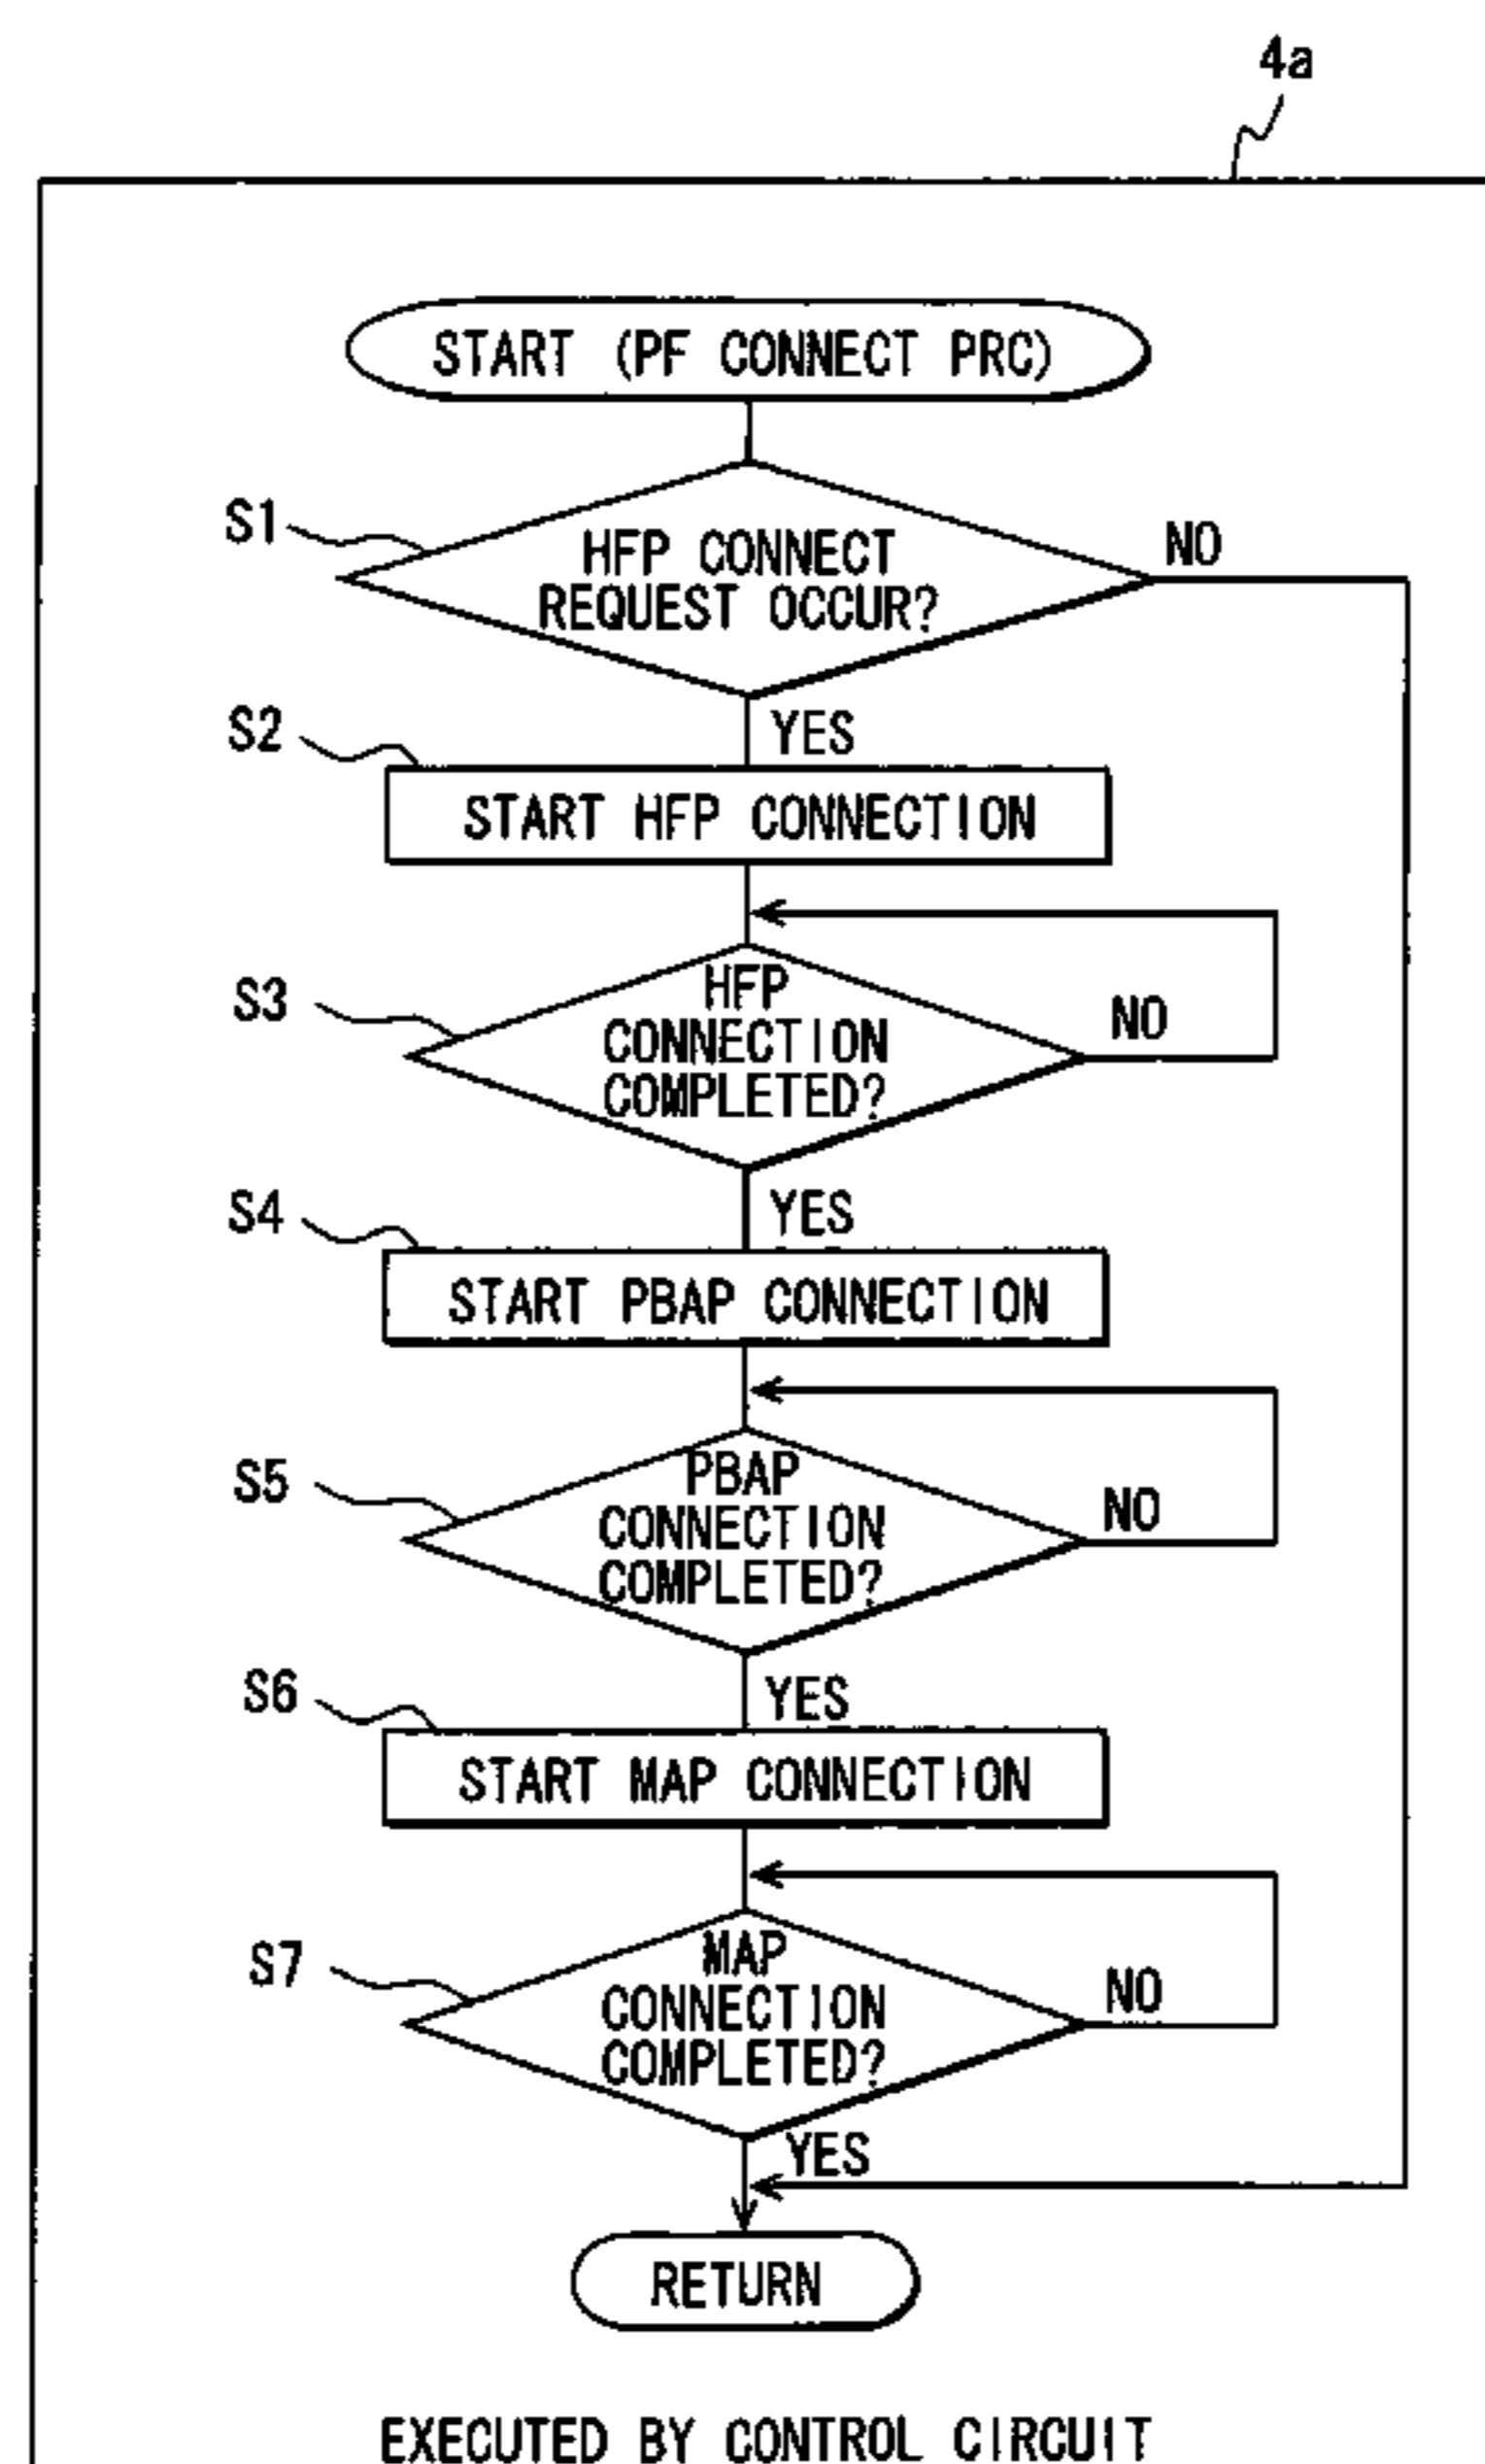 4a
START (PF CONNECT PRC)
S1
HFP CONNECT
REQUEST OCCUR?
NO
YES
S2
START HFP CONNECTION
S3
HFP
CONNECTION
COMPLETED?
NO
YES
S4
START PBAP CONNECTION
S5
PBAP
CONNECTION
COMPLETED?
NO
YES
S6
START MAP CONNECTION
S7
MAP
CONNECTION
COMPLETED?
NO
YES
RETURN
EXECUTED BY CONTROL CIRCUIT